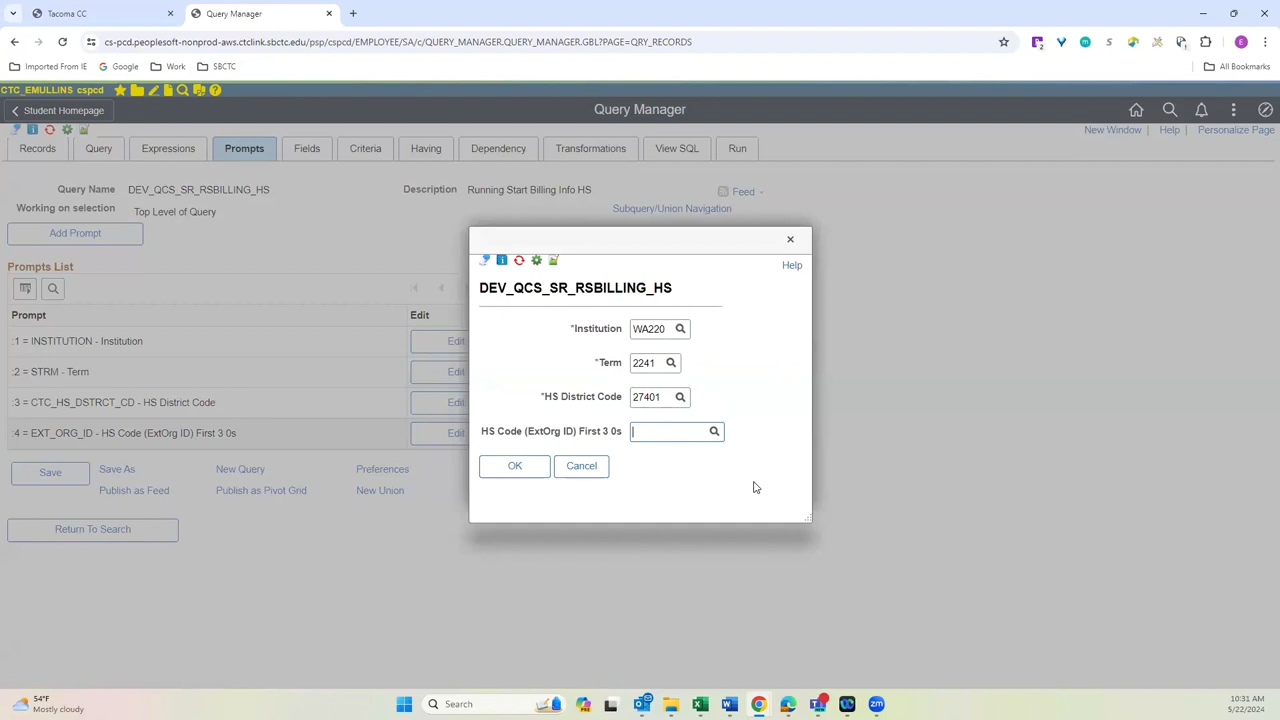 Tacoma CC
Query Manager
cs-pcd.peoplesoft-nonprod-aws.ctclink.sbctc.edu/psp/cspcd/EMPLOYEE/SA/c/QUERY_MANAGER.QUERY_MANAGER.GBL?PAGE=QRY_RECORDS
Imported From IE
Google
Work
SBCTC
All Bookmarks
CTC_EMULLINS cspcd
Student Homepage
Query Manager
New Window
Help
Personalize Page
Records
Query
Expressions
Prompts
Fields
Criteria
Having
Dependency
Transformations
View SQL
Run
Query Name DEV_QCS_SR_RSBILLING_HS
Description Running Start Billing Info HS
Feed
Working on selection Top Level of Query
Subquery/Union Navigation
Add Prompt
Prompts List
Prompt
Edit
:1 = INSTITUTION - Institution
Edit
:2 = STRM - Term
Edit
:3 = CTC_HS_DSTRCT_CD - HS District Code
Edit
:4 = EXT_ORG_ID - HS Code (ExtOrg ID) First 3 0s
Edit
Save
Save As
New Query
Preferences
Publish as Feed
Publish as Pivot Grid
New Union
Return To Search
Help
DEV_QCS_SR_RSBILLING_HS
*Institution WA220
*Term 2241
*HS District Code 27401
HS Code (ExtOrg ID) First 3 0s
OK
Cancel
54°F
Mostly cloudy
Search
10:31 AM
5/22/2024